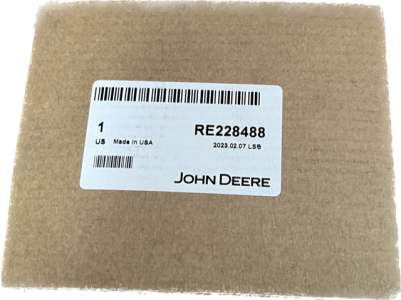 1 RE228488
US Made in USA 2023.02.07 LSB
JOHN DEERE